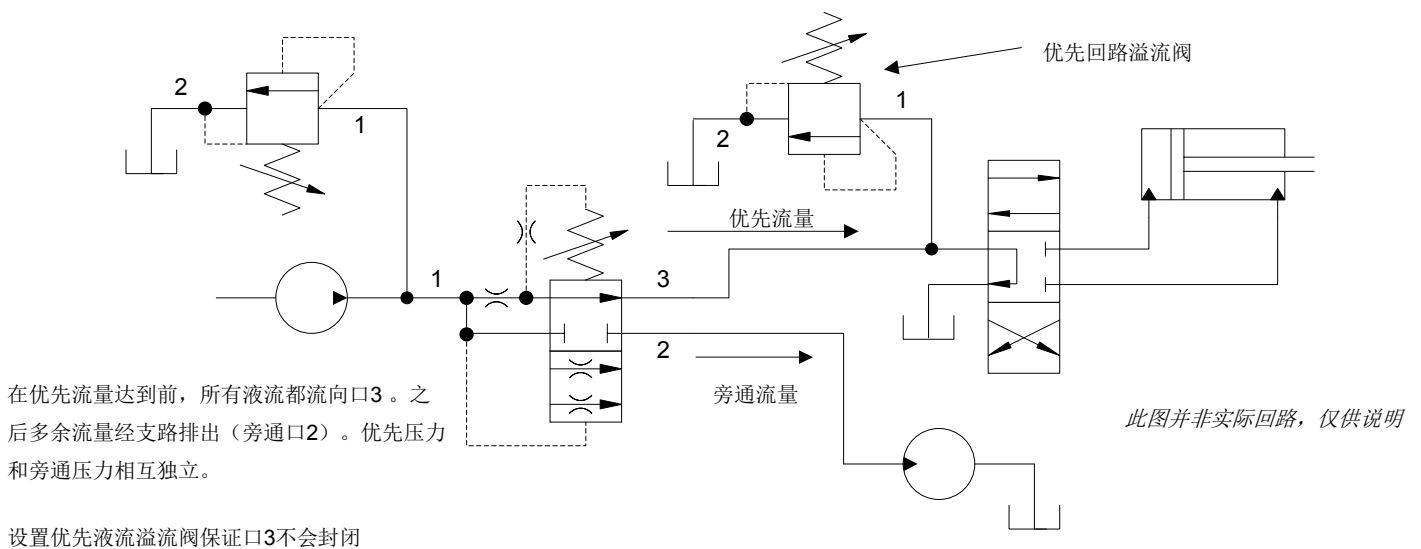 优先回路溢流阀
2
1
1
2
优先流量
1
3
2
旁通流量
在优先流量达到前，所有液流都流向口3 。之
后多余流量经支路排出（旁通口2）。优先压力
和旁通压力相互独立。
此图并非实际回路，仅供说明
设置优先液流溢流阀保证口3不会封闭